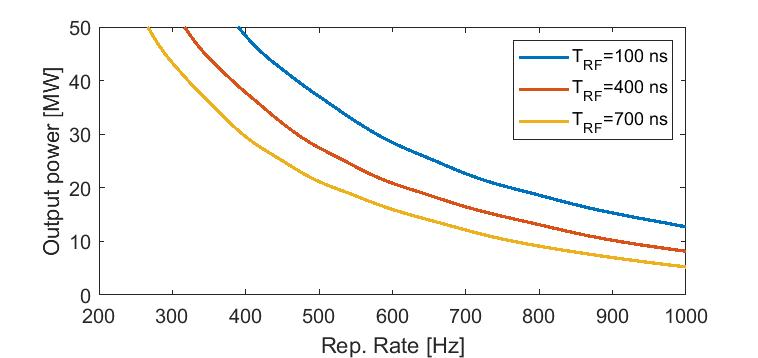 50
40
30
20
10
0
Output power [MW]
T_RF=100 ns
T_RF=400 ns
T_RF=700 ns
200 300 400 500 600 700 800 900 1000
Rep. Rate [Hz]